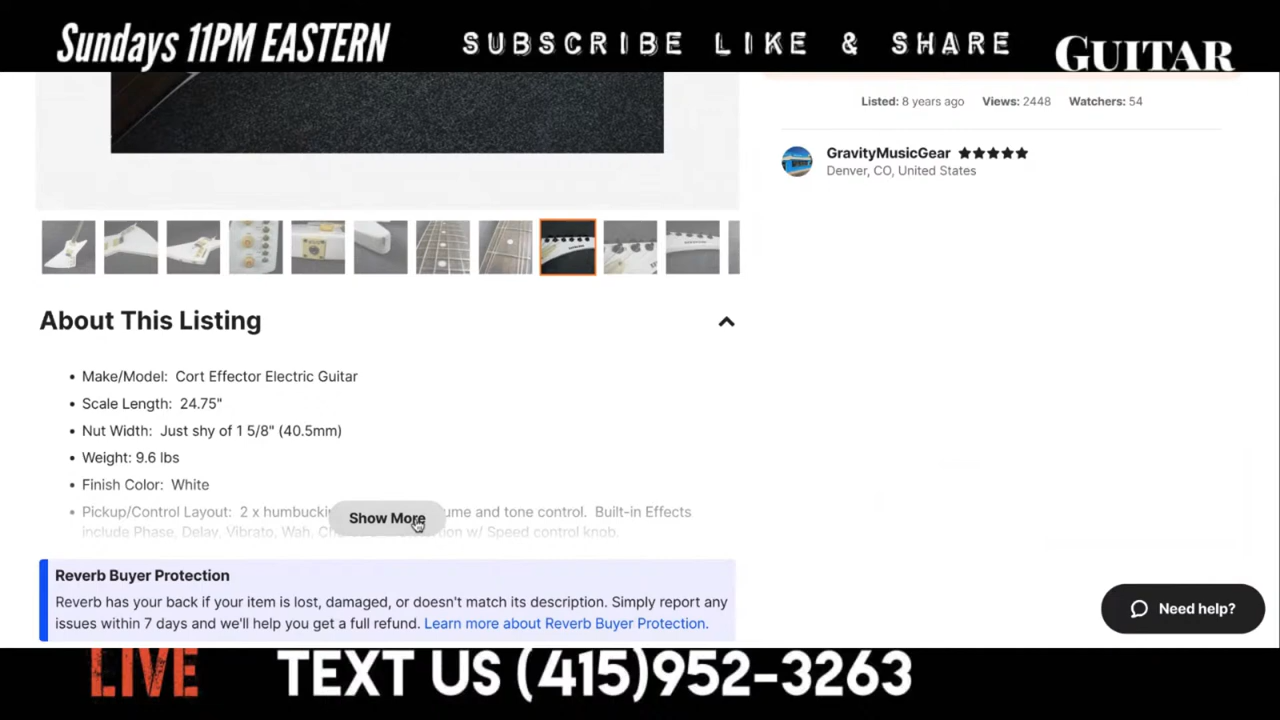 Sundays 11PM EASTERN
SUBSCRIBE LIKE & SHARE
GUITAR
Listed: 8 years ago Views: 2448 Watchers: 54
GravityMusicGear
Denver, CO, United States
About This Listing
• Make/Model: Cort Effector Electric Guitar
• Scale Length: 24.75"
• Nut Width: Just shy of 1 5/8" (40.5mm)
• Weight: 9.6 lbs
• Finish Color: White
• Pickup/Control Layout: 2 x ume and tone control. Built-in Effects
Show More
include Phase, Delay, Vibrato, Wah, w/ Speed control knob.
Reverb Buyer Protection
Reverb has your back if your item is lost, damaged, or doesn't match its description. Simply report any
issues within 7 days and we'll help you get a full refund. Learn more about Reverb Buyer Protection.
Need help?
LIVE
TEXT US (415)952-3263